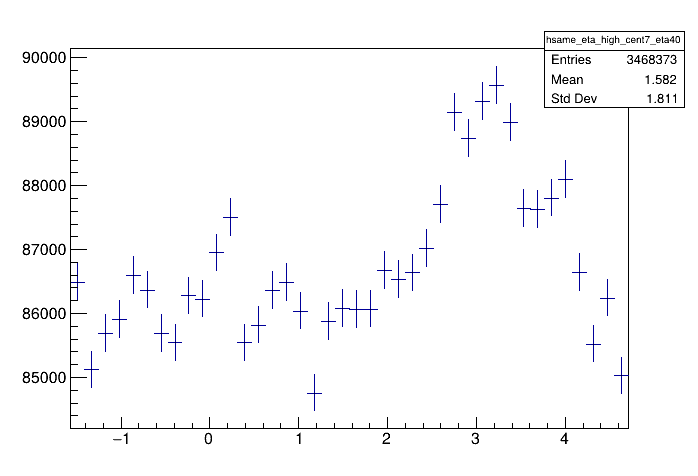 hsame_eta_high_cent7_eta40
Entries 3468373
Mean 1.582
Std Dev 1.811
90000
89000
88000
87000
86000
85000
−1 0 1 2 3 4